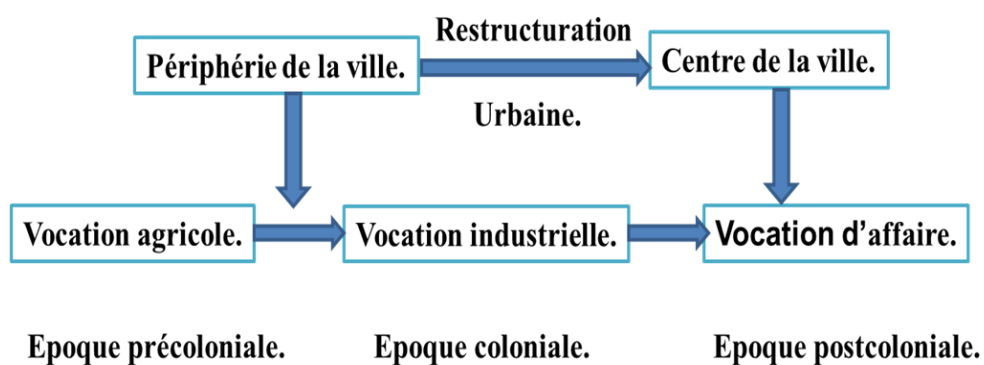 Restructuration
Périphérie de la ville.
Centre de la ville.
Urbaine.
Vocation agricole.
Vocation industrielle.
Vocation d'affaire.
Epoque précoloniale.
Epoque coloniale.
Epoque postcoloniale.